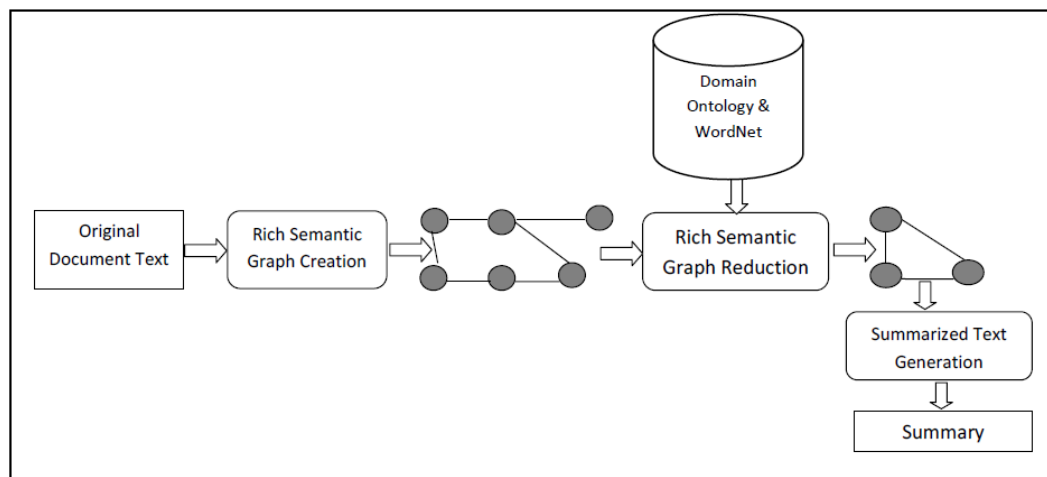 Domain
Ontology &
WordNet
Original
Document Text
Rich Semantic
Graph Creation
Rich Semantic
Graph Reduction
Summarized Text
Generation
Summary